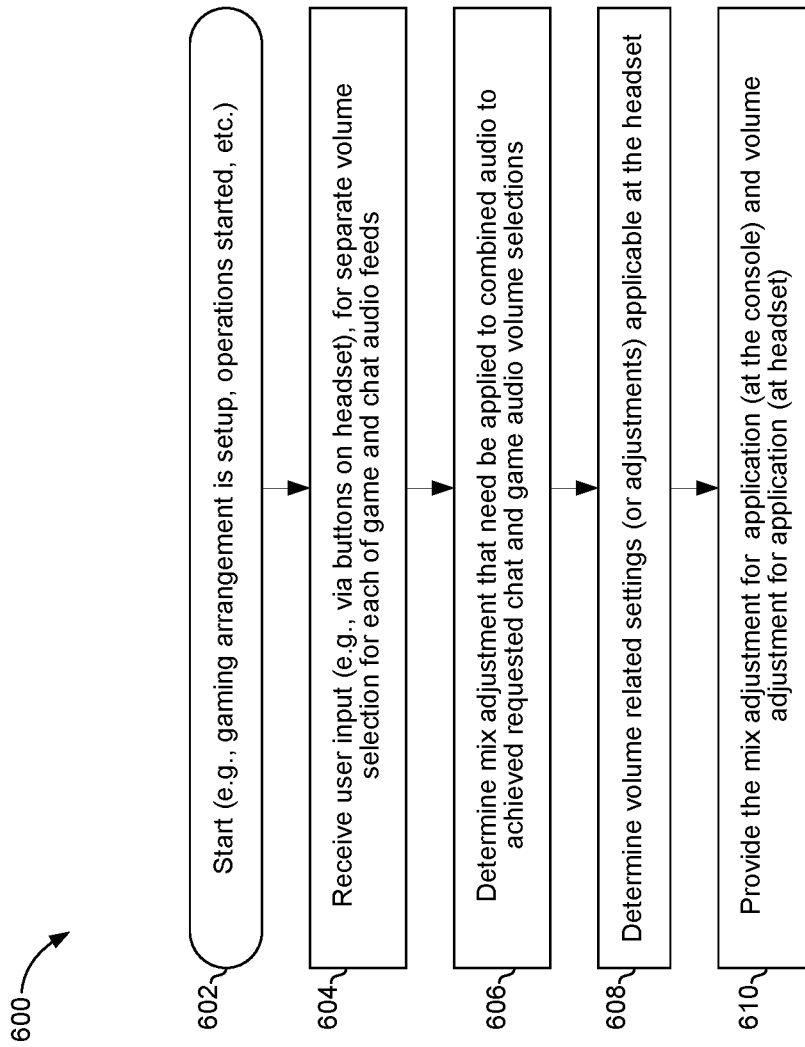 600
602
Start (e.g., gaming arrangement is setup, operations started, etc.)
604
Receive user input (e.g., via buttons on headset), for separate volume
selection for each of game and chat audio feeds
606
Determine mix adjustment that need be applied to combined audio to
achieved requested chat and game audio volume selections
608
Determine volume related settings (or adjustments) applicable at the headset
610
Provide the mix adjustment for application (at the console) and volume
adjustment for application (at headset)